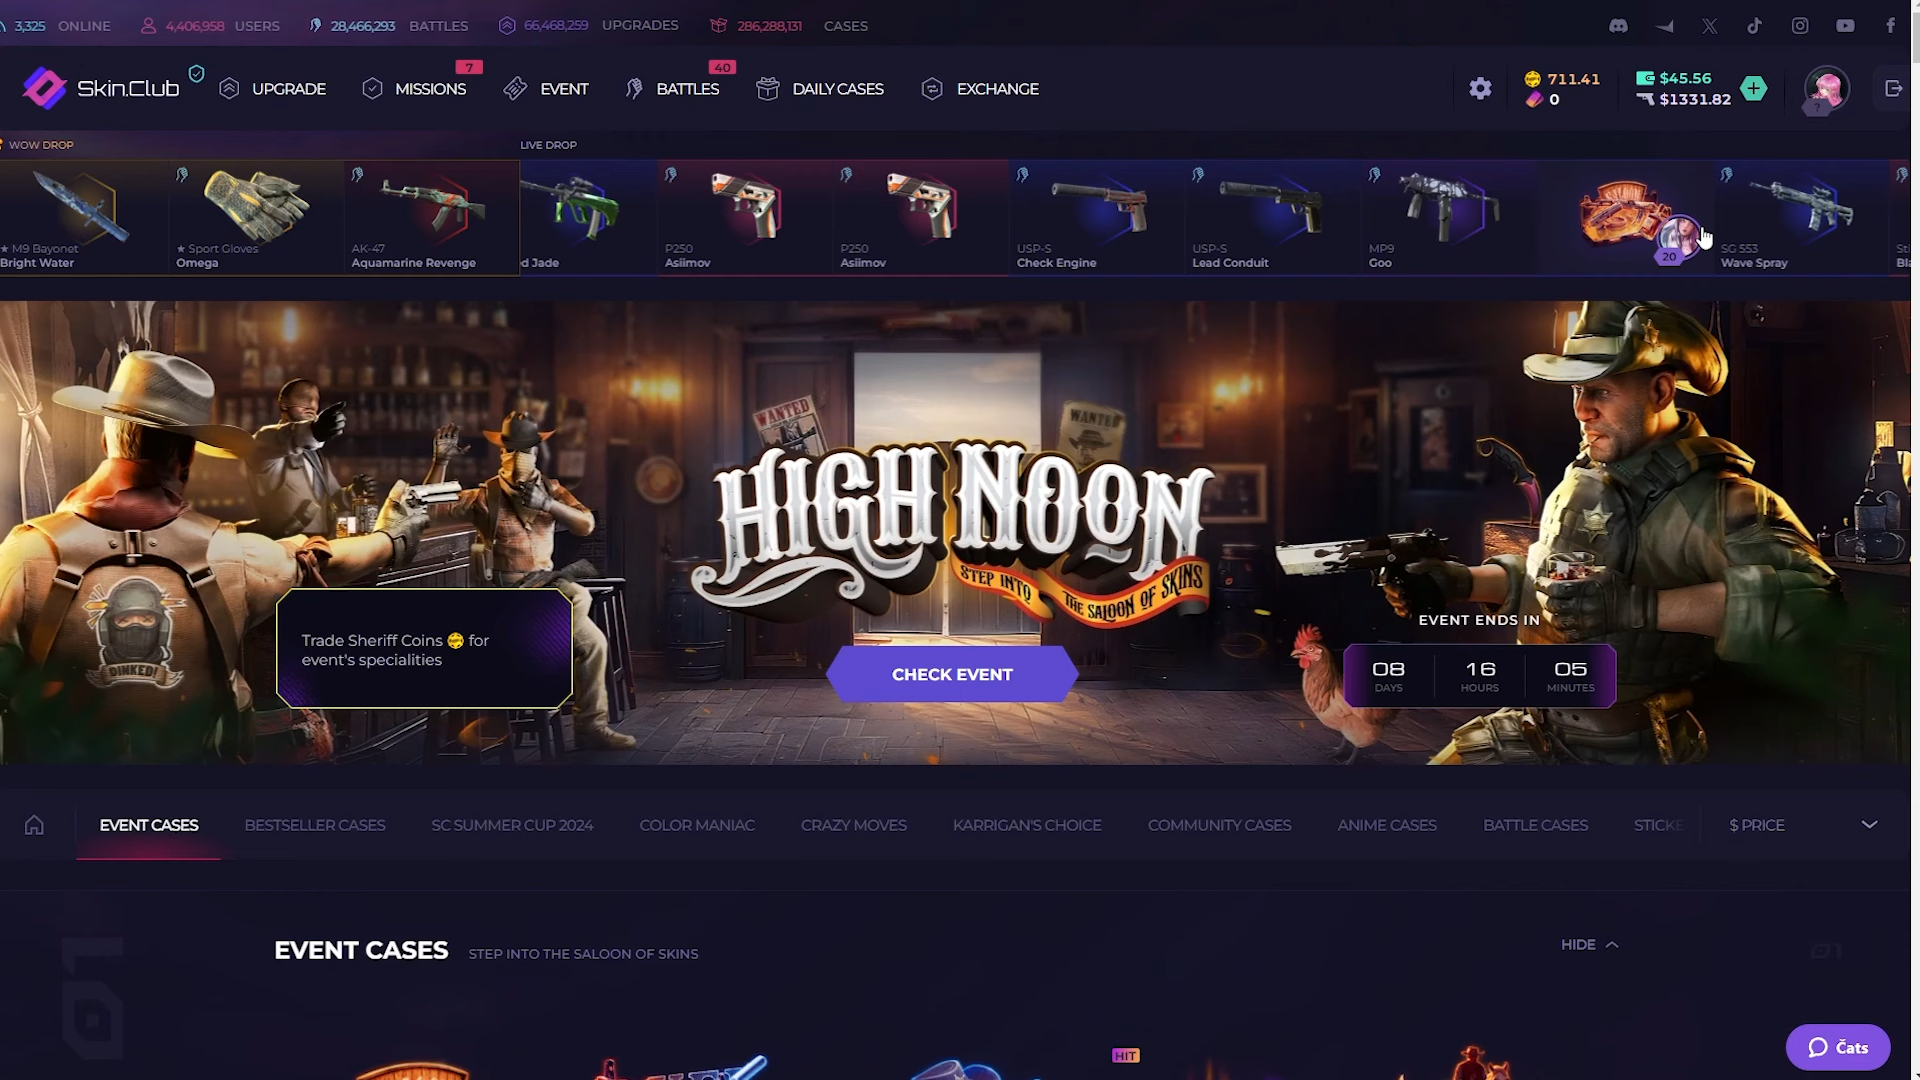 3,325 ONLINE 4,406,958 USERS 28,466,293 BATTLES 66,468,259 UPGRADES 286,288,131 CASES
Skin.Club UPGRADE 7 MISSIONS EVENT 40 BATTLES DAILY CASES EXCHANGE 711.41 $45.56
0 $1331.82
?
WOW DROP LIVE DROP
★ M9 Bayonet ★ Sport Gloves AK-47 P250 P250 USP-S USP-S MP9 20 SG 553
Bright Water Omega Aquamarine Revenge d Jade Asiimov Asiimov Check Engine Lead Conduit Goo Wave Spray
SALOON
WANTED
WANTED
HIGH NOON
STEP INTO THE SALOON OF SKINS
DINKED!
Trade Sheriff Coins for
event's specialities
CHECK EVENT
EVENT ENDS IN
08 16 05
DAYS HOURS MINUTES
EVENT CASES BESTSELLER CASES SC SUMMER CUP 2024 COLOR MANIAC CRAZY MOVES KARRIGAN'S CHOICE COMMUNITY CASES ANIME CASES BATTLE CASES STICKE $ PRICE
EVENT CASES STEP INTO THE SALOON OF SKINS HIDE
01
01
HIT
Čats